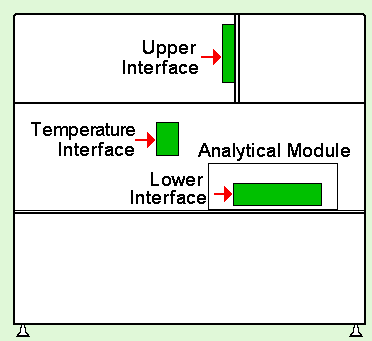 Upper
Interface
Temperature
Interface
Analytical Module
Lower
Interface